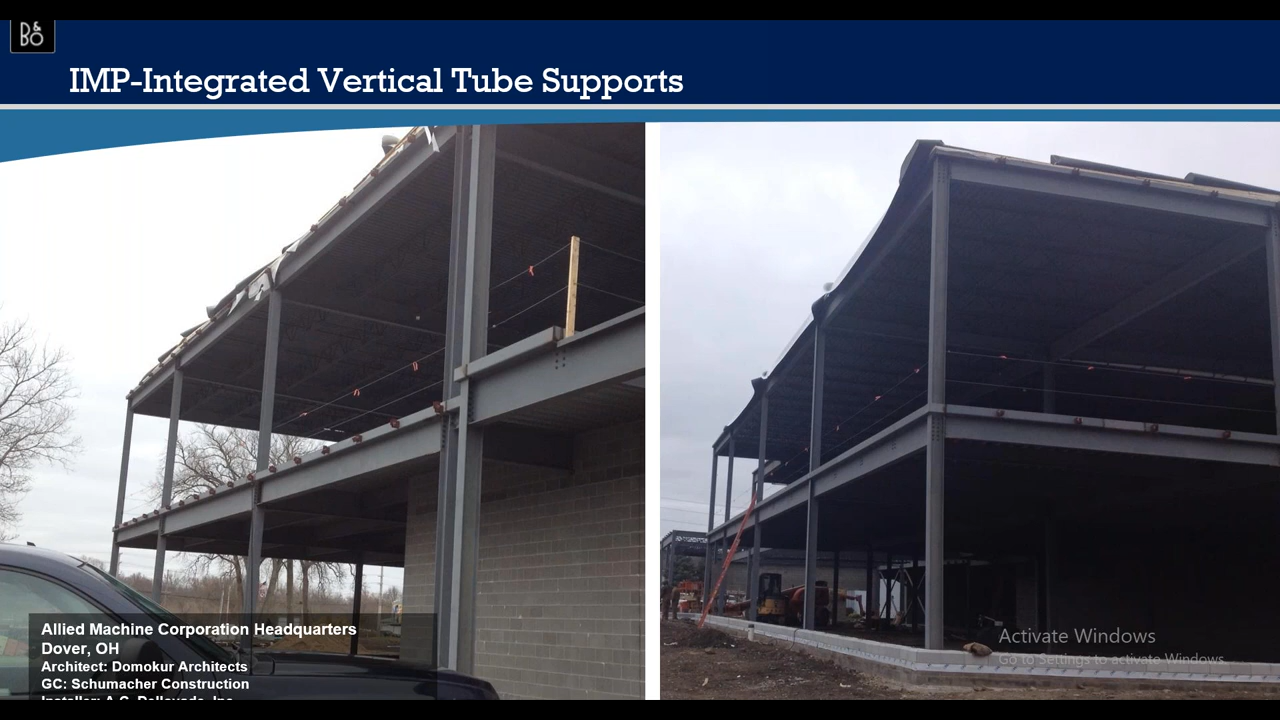 B&O
IMP-Integrated Vertical Tube Supports
Allied Machine Corporation Headquarters
Dover, OH
Architect: Domokur Architects
GC: Schumacher Construction
Activate Windows
Go to Settings to activate Windows.